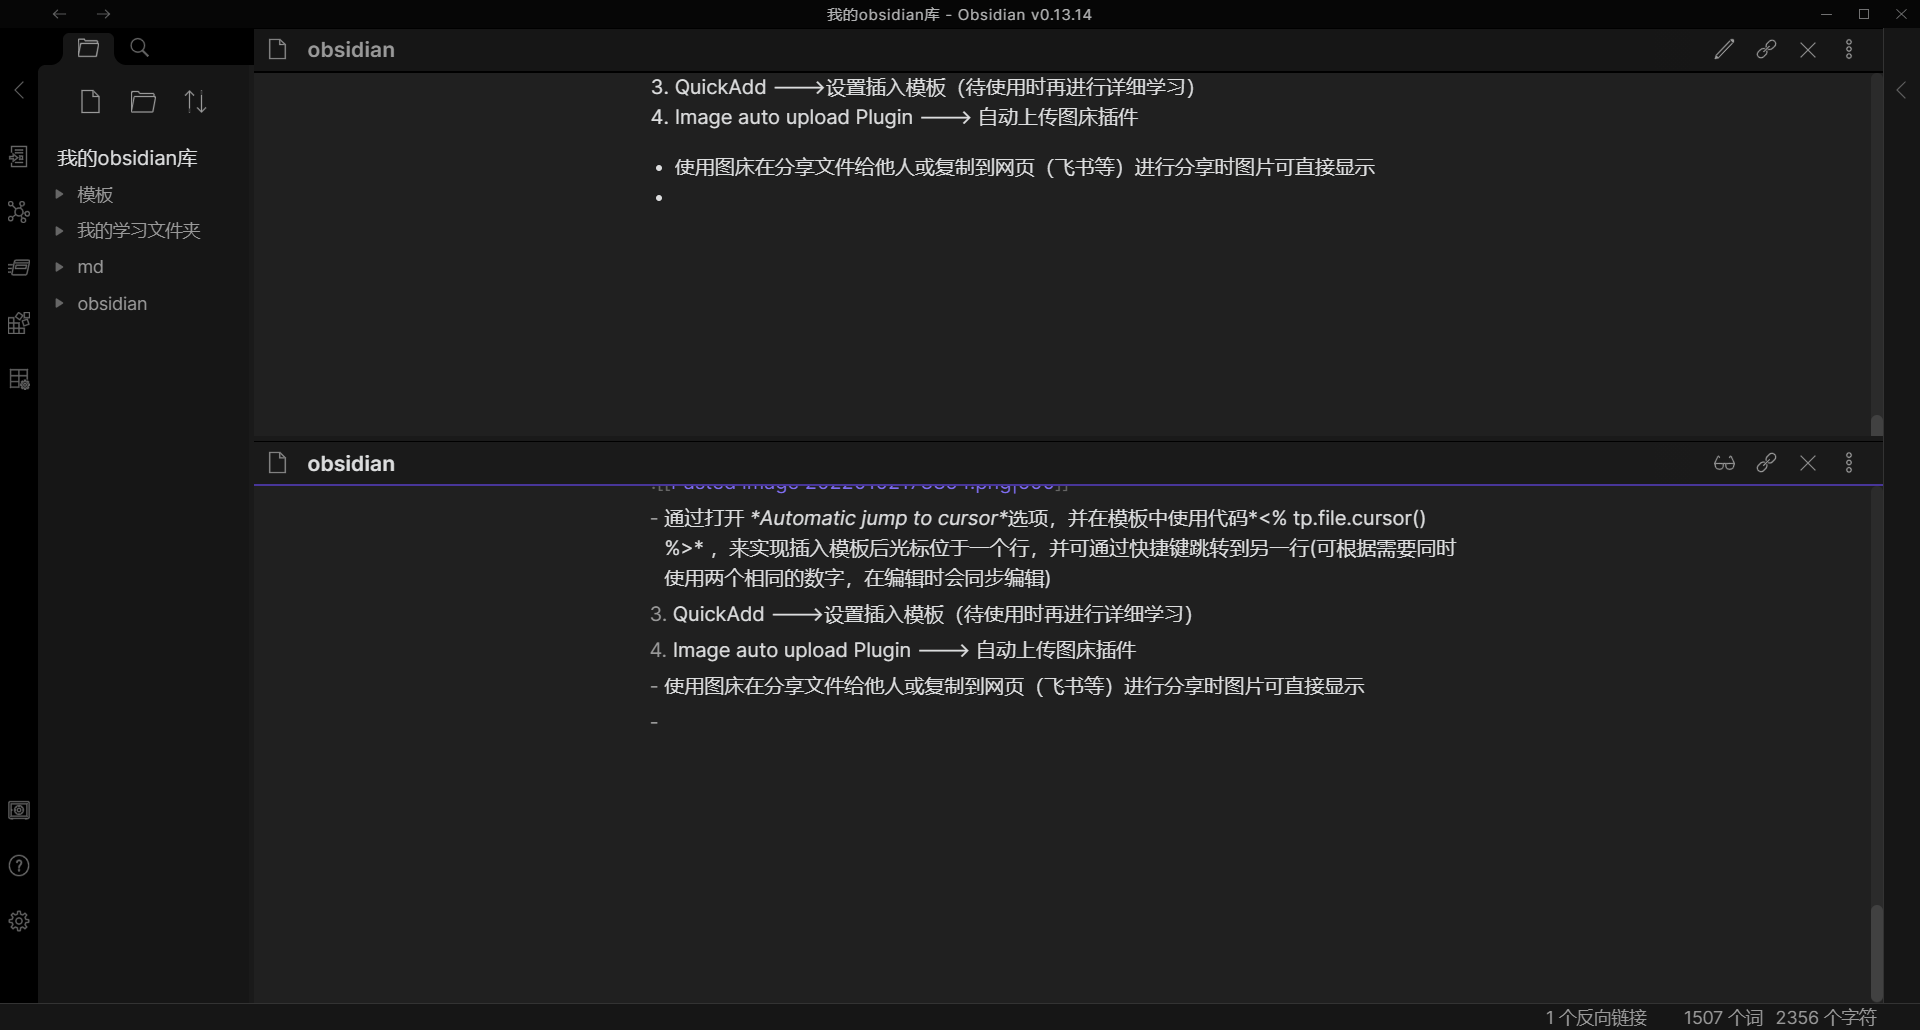 我的obsidian库 - Obsidian v0.13.14
obsidian
我的obsidian库
模板
我的学习文件夹
md
obsidian
3. QuickAdd ——→设置插入模板（待使用时再进行详细学习）
4. Image auto upload Plugin ——→ 自动上传图床插件
• 使用图床在分享文件给他人或复制到网页（飞书等）进行分享时图片可直接显示
•
obsidian
- 通过打开 *Automatic jump to cursor*选项，并在模板中使用代码*<% tp.file.cursor()
%>* ，来实现插入模板后光标位于一个行，并可通过快捷键跳转到另一行(可根据需要同时
使用两个相同的数字，在编辑时会同步编辑)
3. QuickAdd ——→设置插入模板（待使用时再进行详细学习）
4. Image auto upload Plugin ——→ 自动上传图床插件
- 使用图床在分享文件给他人或复制到网页（飞书等）进行分享时图片可直接显示
-
1 个反向链接 1507 个词 2356 个字符